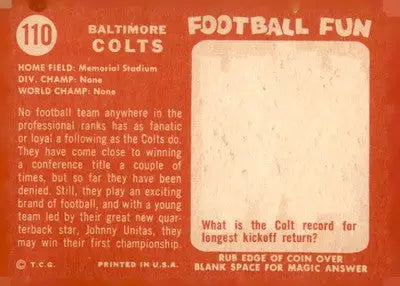 110
BALTIMORE
COLTS
HOME FIELD: Memorial Stadium
DIV. CHAMP: None
WORLD CHAMP: None
No football team anywhere in the
professional ranks has as fanatic
or loyal a following as the Colts do.
They have come close to winning
a conference title a couple of
times, but so far they have been
denied. Still, they play an exciting
brand of football, and with a young
team led by their great new quar-
terback star, Johnny Unitas, they
may win their first championship.
© T.C.G. PRINTED IN U.S.A.
FOOTBALL FUN
What is the Colt record for
longest kickoff return?
RUB EDGE OF COIN OVER
BLANK SPACE FOR MAGIC ANSWER